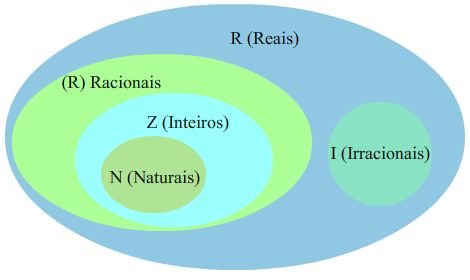 R (Reais)
(R) Racionais
Z (Inteiros)
I (Irracionais)
N (Naturais)